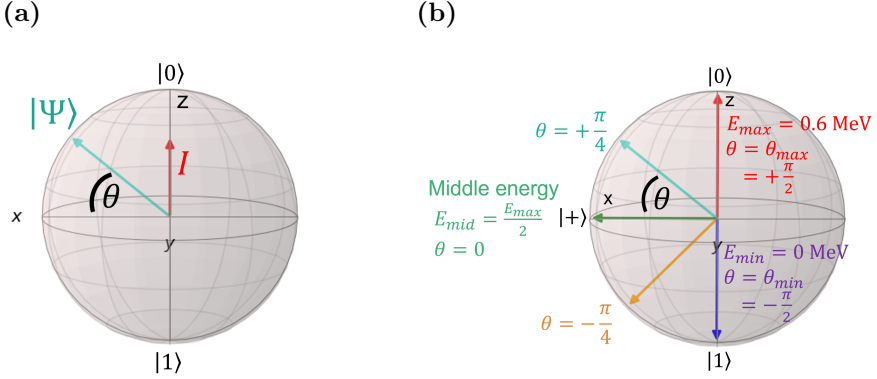 (a)
|0⟩
z
|Ψ⟩
I
θ
x
y
|1⟩
(b)
|0⟩
z
θ = +π/4
E_max = 0.6 MeV
θ = θ_max
= +π/2
θ
Middle energy
x
E_mid = E_max/2
|+⟩
θ = 0
y
E_min = 0 MeV
θ = θ_min
= −π/2
θ = −π/4
|1⟩